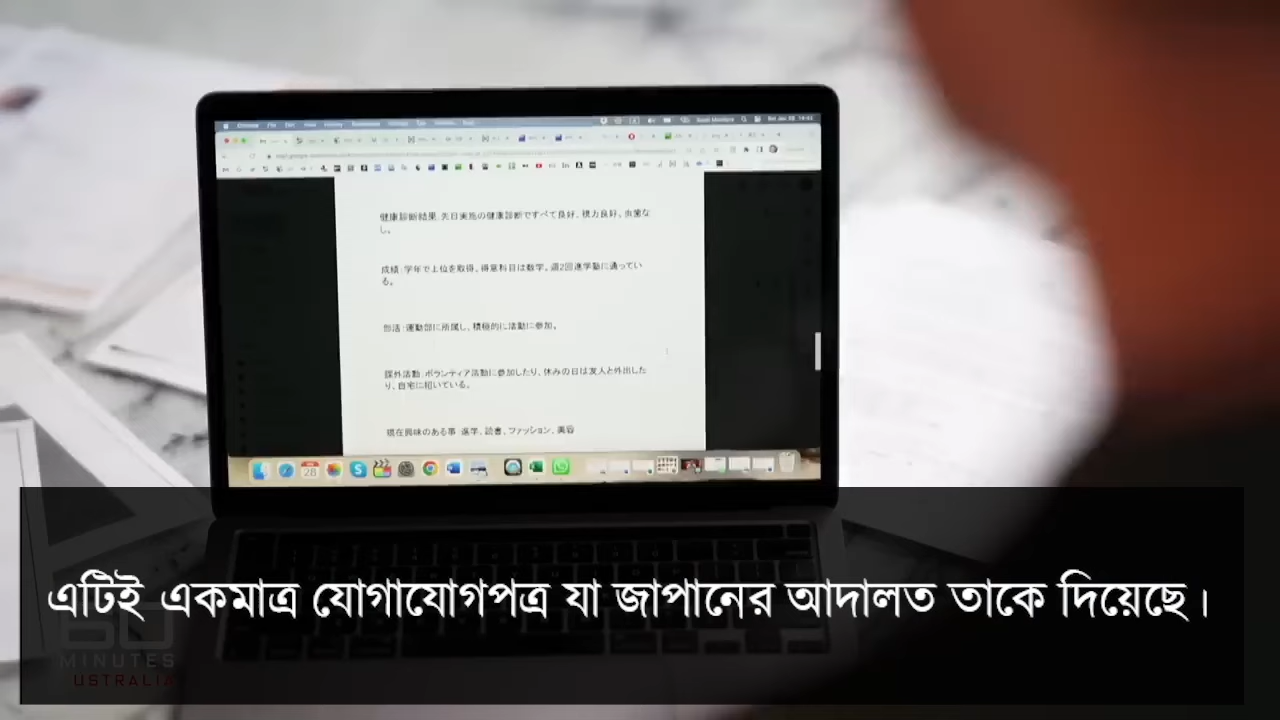 健康診断結果：先日実施の健康診断ですべて良好、視力良好。虫歯な
し。
成績：学年で上位を取得。得意科目は数学。週2回進学塾に通ってい
る。
部活：運動部に所属し、積極的に活動に参加。
課外活動：ボランティア活動に参加したり、休みの日は友人と外出した
り、自宅に招いている。
現在興味のある事：進学、読書、ファッション、美容
28
এটিই একমাত্র যোগাযোগপত্র যা জাপানের আদালত তাকে দিয়েছে।
60
MINUTES
USTRALIA